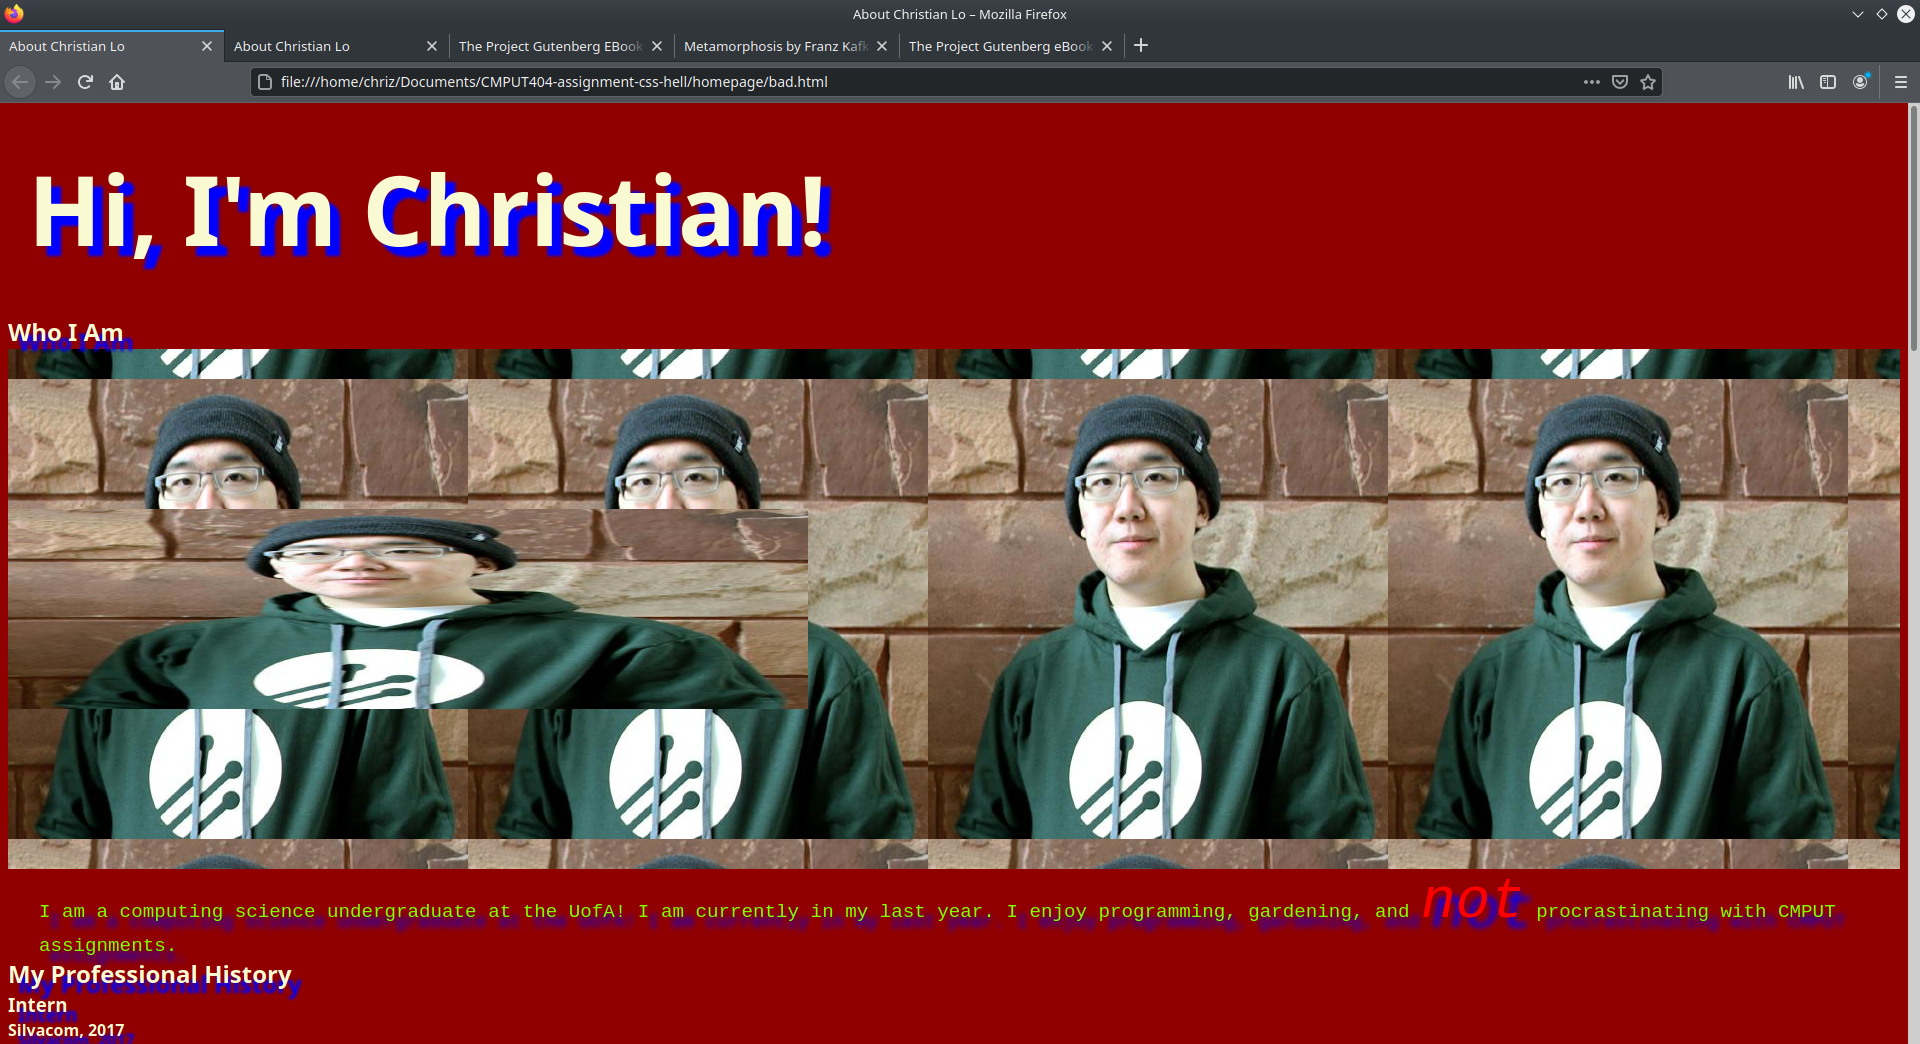 About Christian Lo – Mozilla Firefox
About Christian Lo
About Christian Lo
The Project Gutenberg EBook
Metamorphosis by Franz Kafk
The Project Gutenberg eBook
file:///home/chriz/Documents/CMPUT404-assignment-css-hell/homepage/bad.html
Hi, I'm Christian!
Who I Am
I am a computing science undergraduate at the UofA! I am currently in my last year. I enjoy programming, gardening, and not procrastinating with CMPUT
assignments.
My Professional History
Intern
Silvacom, 2017